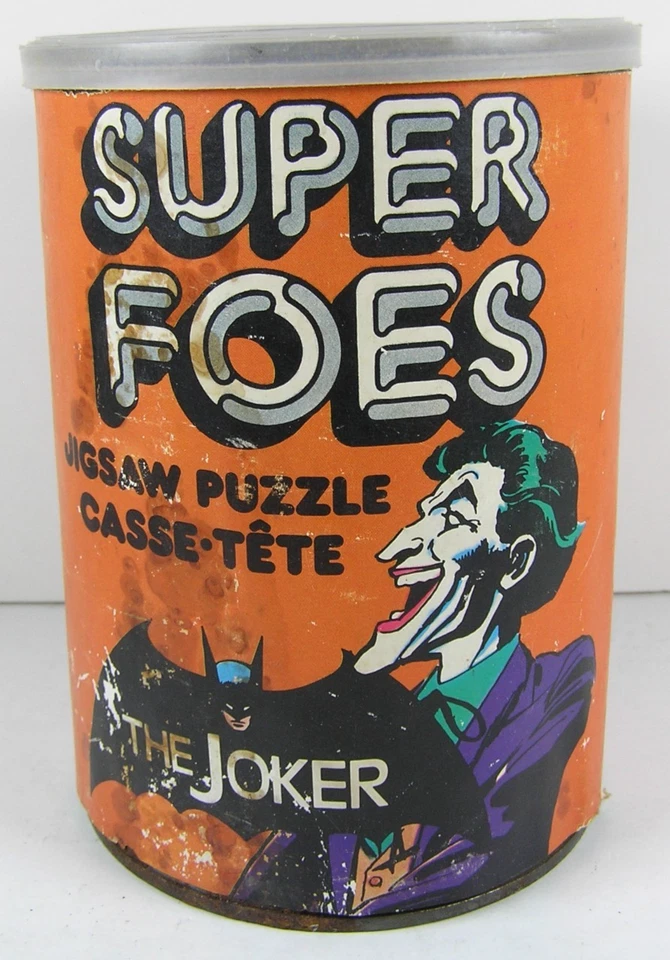 SUPER
FOES
JIGSAW PUZZLE
CASSE·TÊTE
THE JOKER